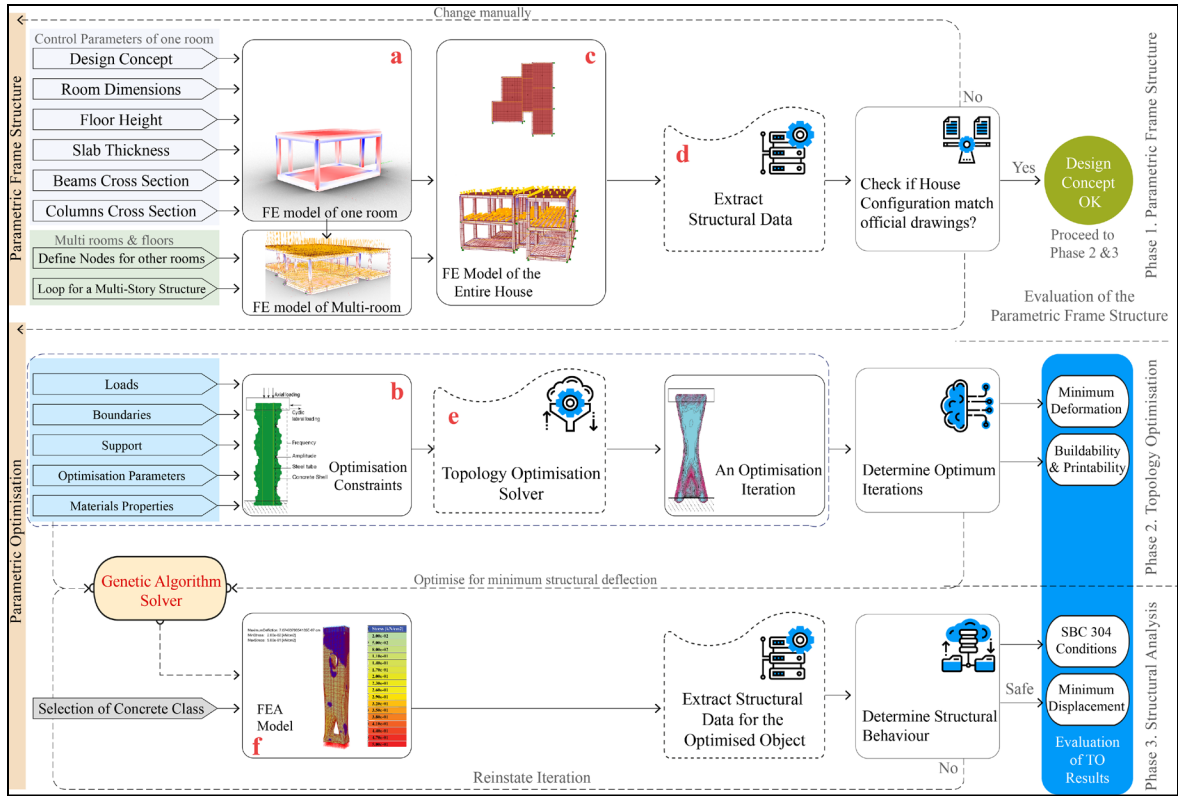 Change manually
Control Parameters of one room
Design Concept
Room Dimensions
Floor Height
Slab Thickness
Beams Cross Section
Columns Cross Section
Multi rooms & floors
Define Nodes for other rooms
Loop for a Multi-Story Structure
Parametric Frame Structure
a
FE model of one room
FE model of Multi-room
c
FE Model of the
Entire House
d
Extract
Structural Data
Check if House
Configuration match
official drawings?
No
Yes
Design
Concept
OK
Proceed to
Phase 2 &3
Evaluation of the
Parametric Frame Structure
Phase 1. Parametric Frame Structure
Parametric Optimisation
Loads
Boundaries
Support
Optimisation Parameters
Materials Properties
b
Axial loading
Cyclic
lateral loading
Frequency
Amplitude
Steel tube
Concrete Shell
Optimisation
Constraints
e
Topology Optimisation
Solver
An Optimisation
Iteration
Determine Optimum
Iterations
Minimum
Deformation
Buildability
& Printability
Phase 2. Topology Optimisation
Genetic Algorithm
Solver
Optimise for minimum structural deflection
Selection of Concrete Class
FEA
Model
f
Extract Structural
Data for the
Optimised Object
Determine Structural
Behaviour
Safe
No
SBC 304
Conditions
Minimum
Displacement
Evaluation
of TO
Results
Phase 3. Structural Analysis
Reinstate Iteration